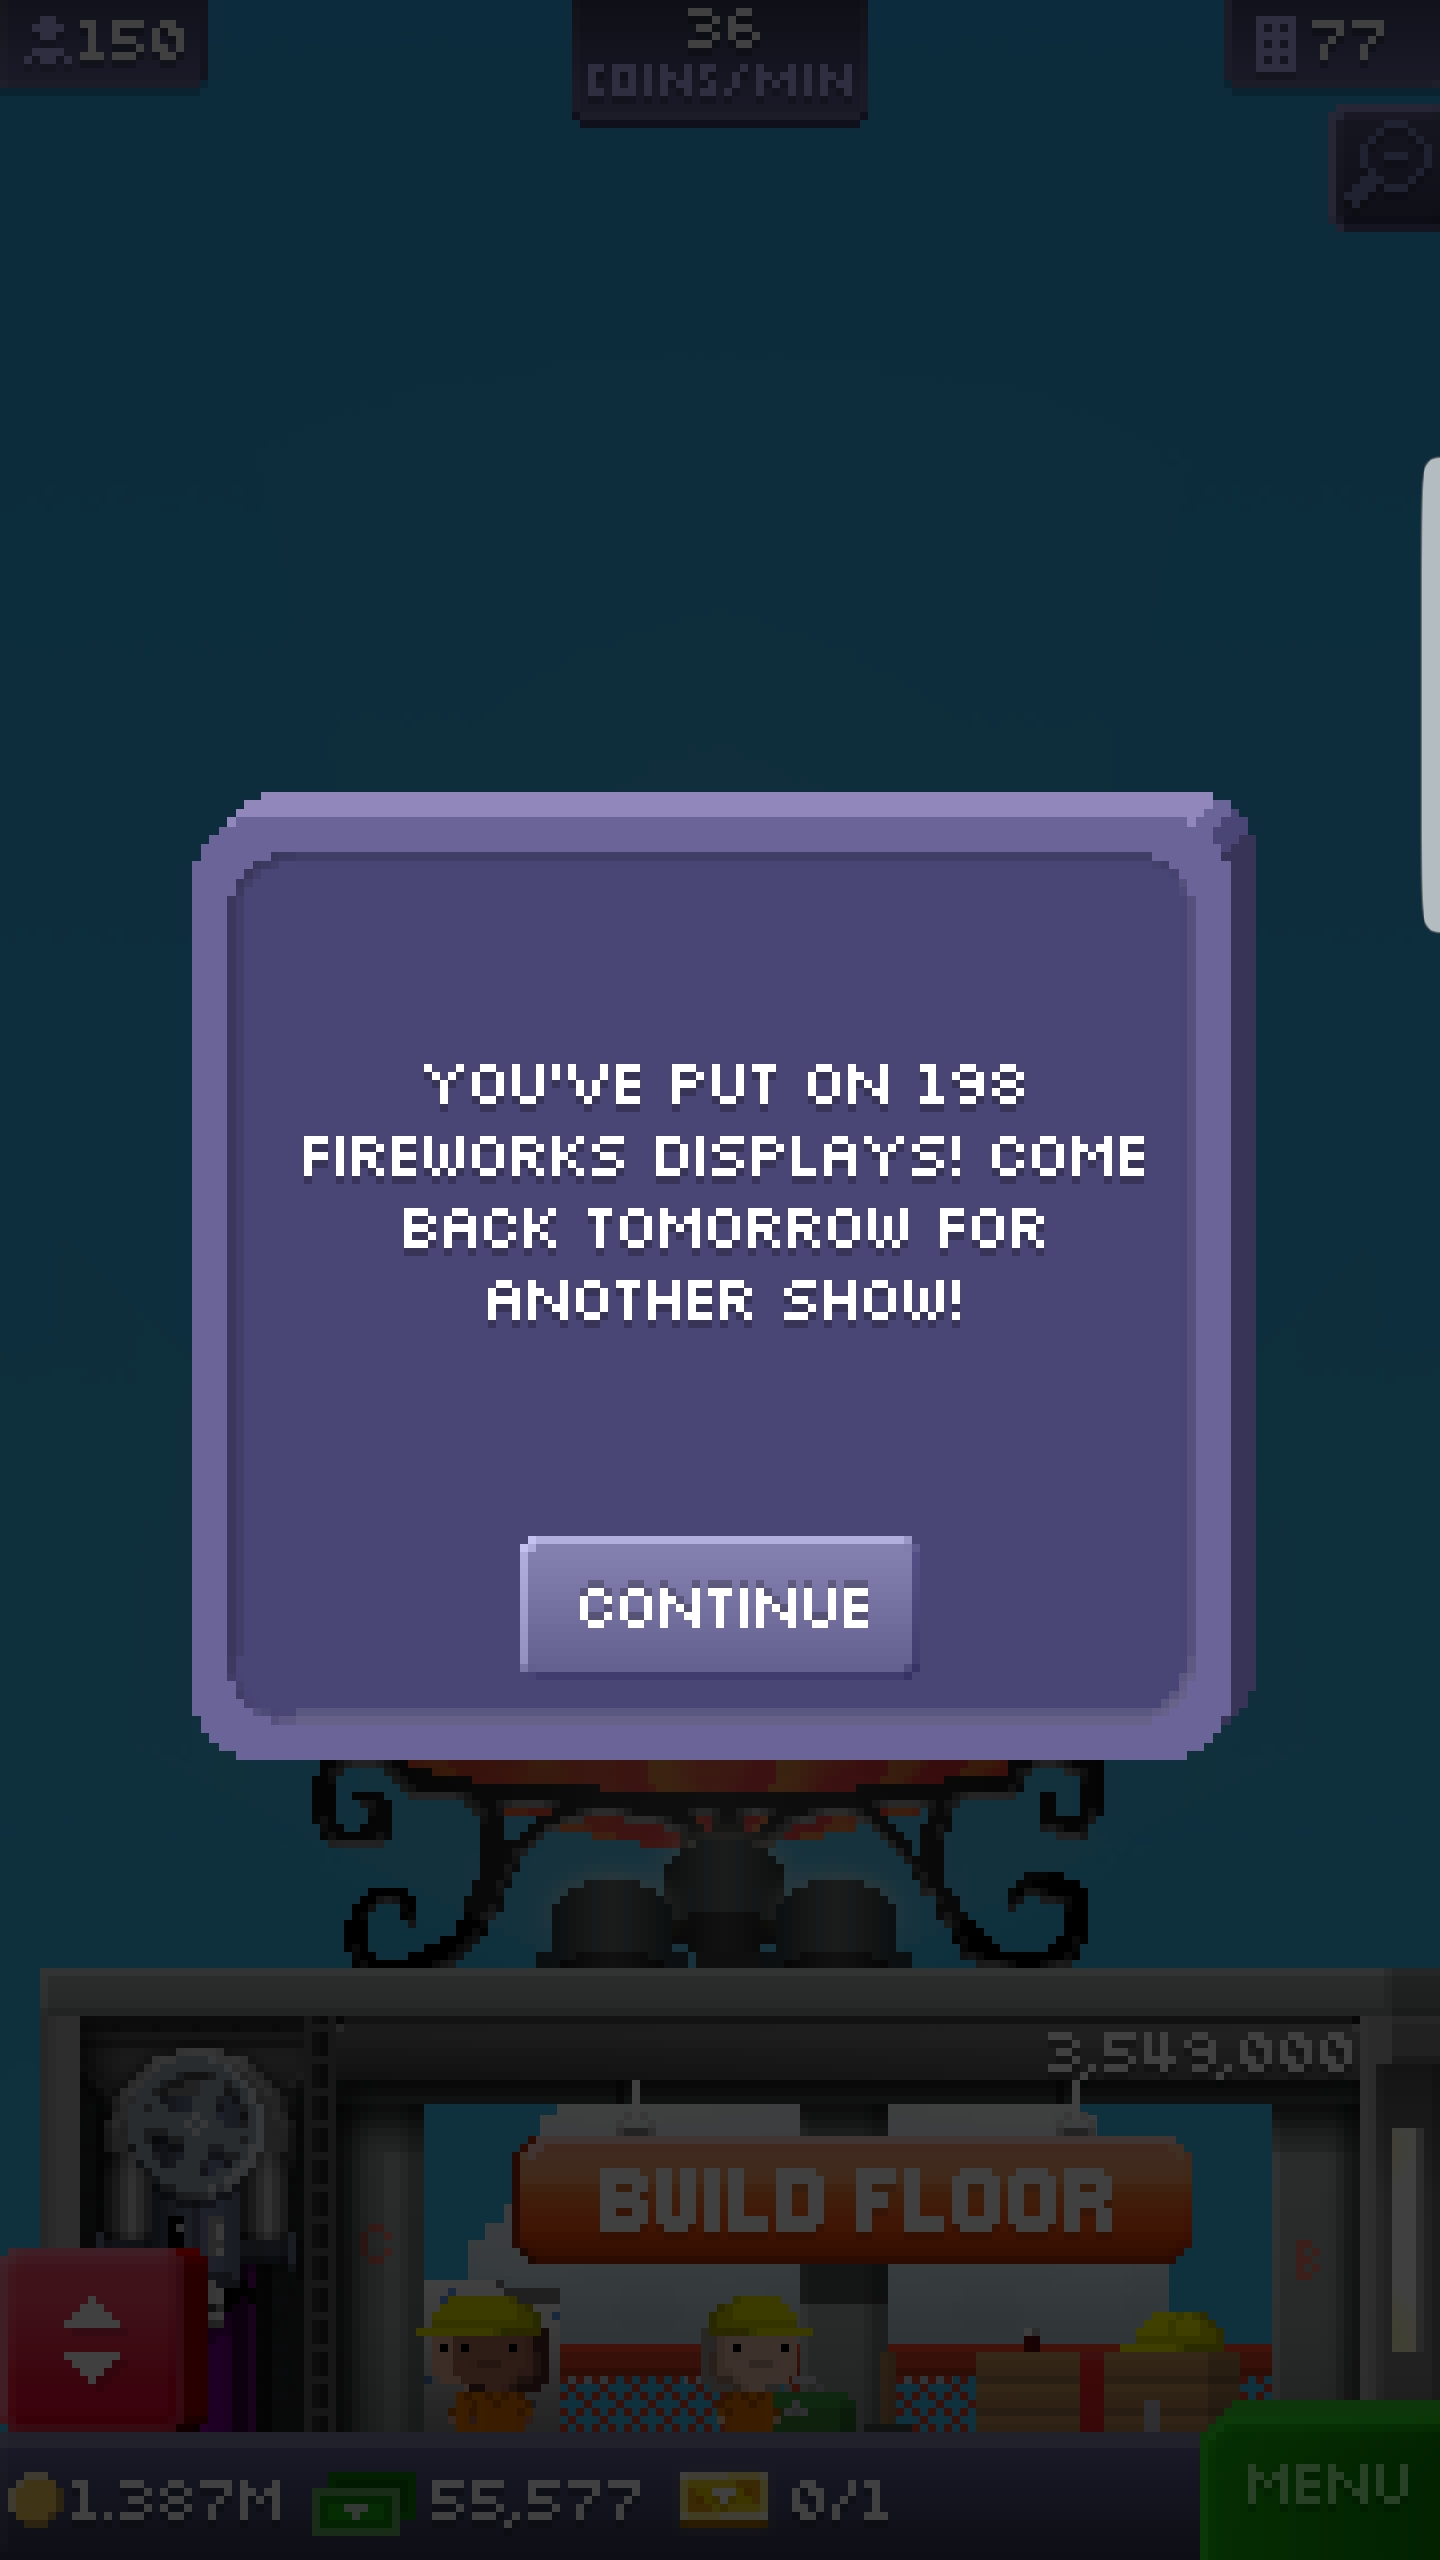 150
36
COINS/MIN
77
YOU'VE PUT ON 198
FIREWORKS DISPLAYS! COME
BACK TOMORROW FOR
ANOTHER SHOW!
CONTINUE
3,549,000
BUILD FLOOR
C
B
1.387M
55,577
0/1
MENU